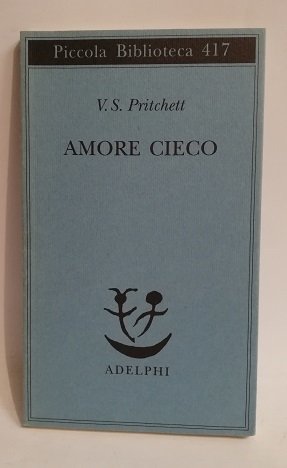 Piccola Biblioteca 417
V.S. Pritchett
AMORE CIECO
ADELPHI